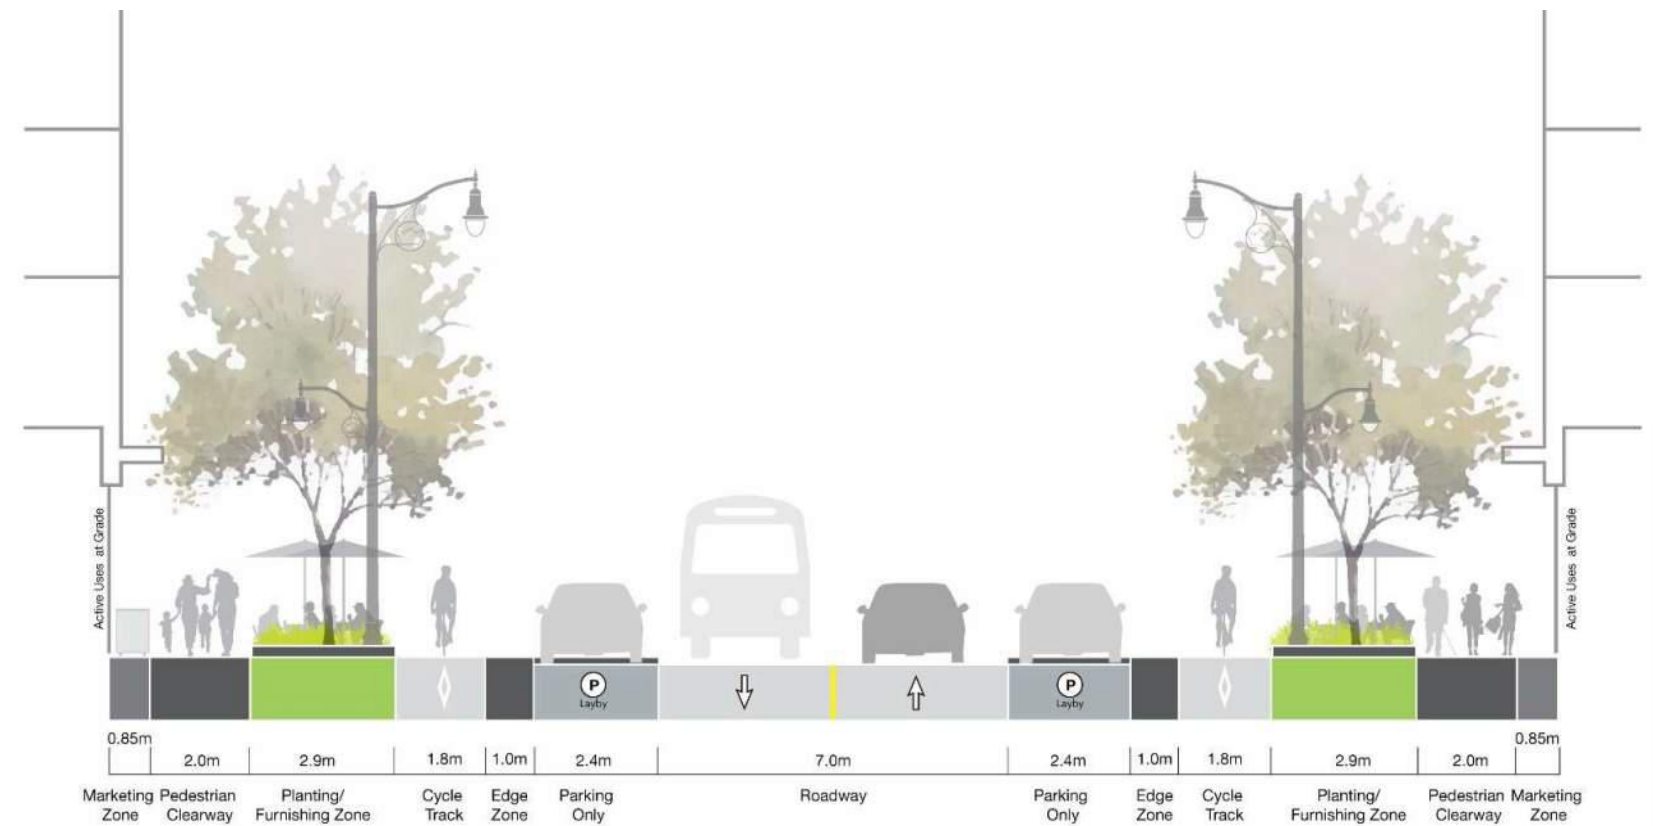 Active Uses at Grade
Active Uses at Grade
P
Layby
P
Layby
0.85m
2.0m
2.9m
1.8m
1.0m
2.4m
7.0m
2.4m
1.0m
1.8m
2.9m
2.0m
0.85m
Marketing
Zone
Pedestrian
Clearway
Planting/
Furnishing Zone
Cycle
Track
Edge
Zone
Parking
Only
Roadway
Parking
Only
Edge
Zone
Cycle
Track
Planting/
Furnishing Zone
Pedestrian
Clearway
Marketing
Zone